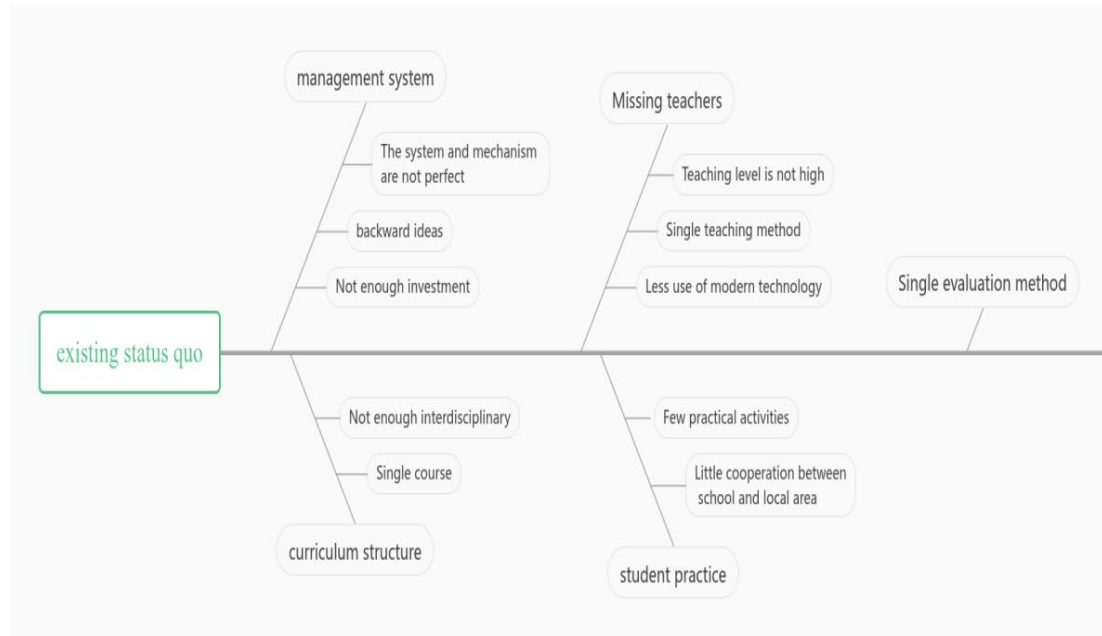 management system
The system and mechanism
are not perfect
backward ideas
Not enough investment
Missing teachers
Teaching level is not high
Single teaching method
Less use of modern technology
Single evaluation method
existing status quo
Not enough interdisciplinary
Single course
curriculum structure
Few practical activities
Little cooperation between
school and local area
student practice